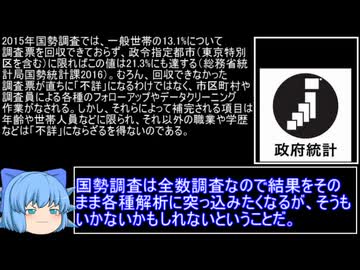 2015年国勢調査では、一般世帯の13.1%について
調査票を回収できておらず、政令指定都市（東京特別
区を含む）に限ればこの値は21.3%にも達する（総務省統
計局国勢統計課2016）。むろん、回収できなかった
調査票が直ちに「不詳」になるわけではなく、市区町村や
調査員による各種のフォローアップやデータクリーニング
作業がなされる。しかし、それらによって補完される項目は
年齢や世帯人員などに限られ、それ以外の職業や学歴
などは「不詳」にならざるを得ないのである。
政府統計
国勢調査は全数調査なので結果をその
まま各種解析に突っ込みたくなるが、そうも
いかないかもしれないということだ。